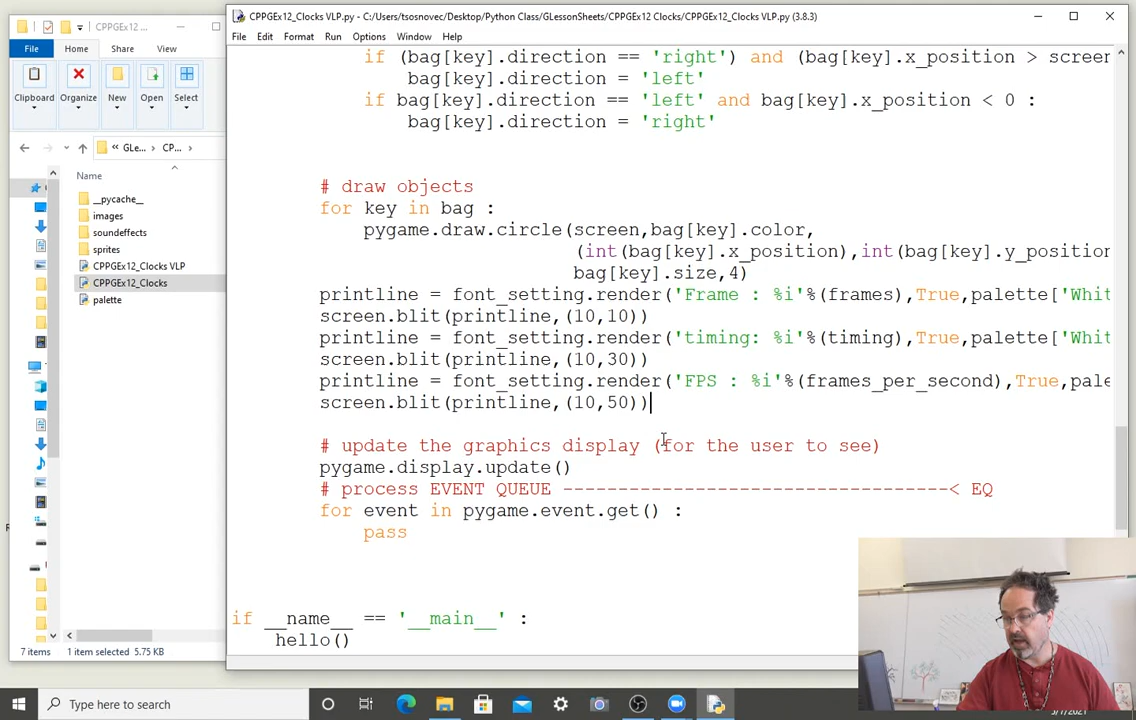 CPPGEx12 ...
File Home Share View
Clipboard Organize New Open Select
« GLe... › CP... ›
Name
__pycache__
images
soundeffects
sprites
CPPGEx12_Clocks VLP
CPPGEx12_Clocks
palette
7 items 1 item selected 5.75 KB
CPPGEx12_Clocks VLP.py - C:/Users/tsosnovec/Desktop/Python Class/GLessonSheets/CPPGEx12 Clocks/CPPGEx12_Clocks VLP.py (3.8.3)
File Edit Format Run Options Window Help
if (bag[key].direction == 'right') and (bag[key].x_position > screen
bag[key].direction = 'left'
if bag[key].direction == 'left' and bag[key].x_position < 0 :
bag[key].direction = 'right'
# draw objects
for key in bag :
pygame.draw.circle(screen,bag[key].color,
(int(bag[key].x_position),int(bag[key].y_position
bag[key].size,4)
printline = font_setting.render('Frame : %i'%(frames),True,palette['Whit
screen.blit(printline,(10,10))
printline = font_setting.render('timing: %i'%(timing),True,palette['Whit
screen.blit(printline,(10,30))
printline = font_setting.render('FPS : %i'%(frames_per_second),True,pale
screen.blit(printline,(10,50))
# update the graphics display (for the user to see)
pygame.display.update()
# process EVENT QUEUE -----------------------------------< EQ
for event in pygame.event.get() :
pass
if __name__ == '__main__' :
hello()
Type here to search